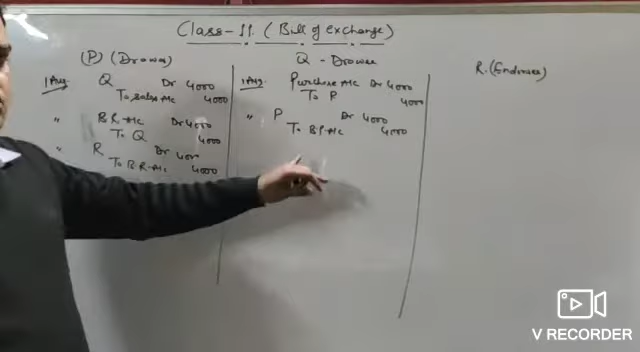 Class-11 (Bill of exchange)
(P) (Drawer)
1 Aug. Q Dr 4000
To Sales A/c 4000
" B.R. A/c Dr 4000
To Q 4000
" R Dr 4000
To B.R. A/c 4000
Q - Drawee
1 Aug. Purchase A/c Dr 4000
To P 4000
" P Dr 4000
To B.P. A/c 4000
R. (Endorsee)
V RECORDER